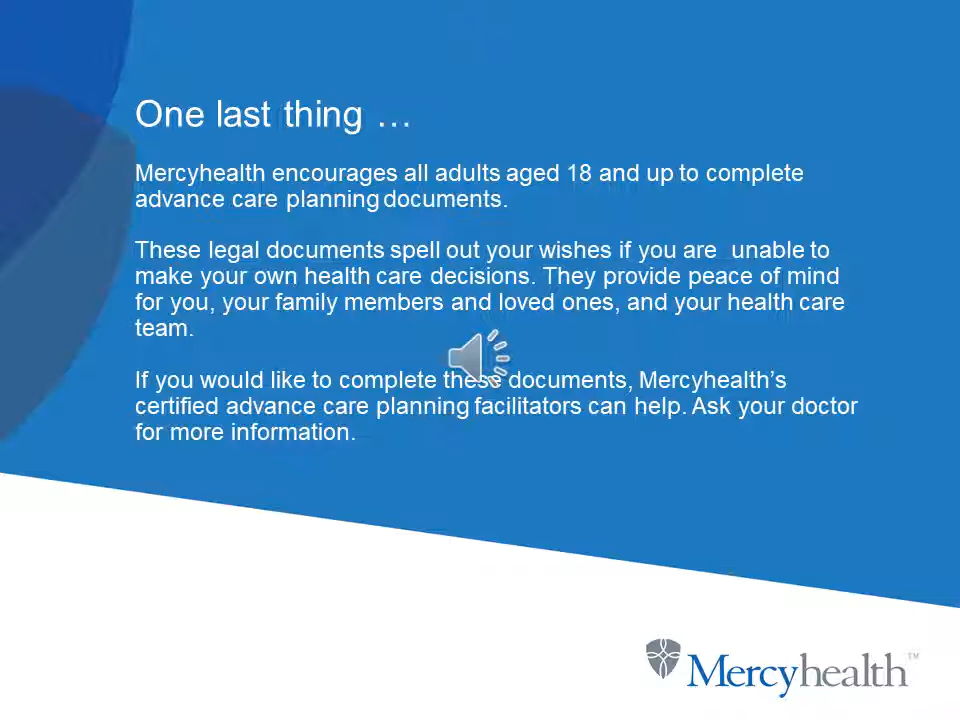 One last thing …
Mercyhealth encourages all adults aged 18 and up to complete
advance care planning documents.
These legal documents spell out your wishes if you are unable to
make your own health care decisions. They provide peace of mind
for you, your family members and loved ones, and your health care
team.
If you would like to complete these documents, Mercyhealth’s
certified advance care planning facilitators can help. Ask your doctor
for more information.
Mercyhealth™